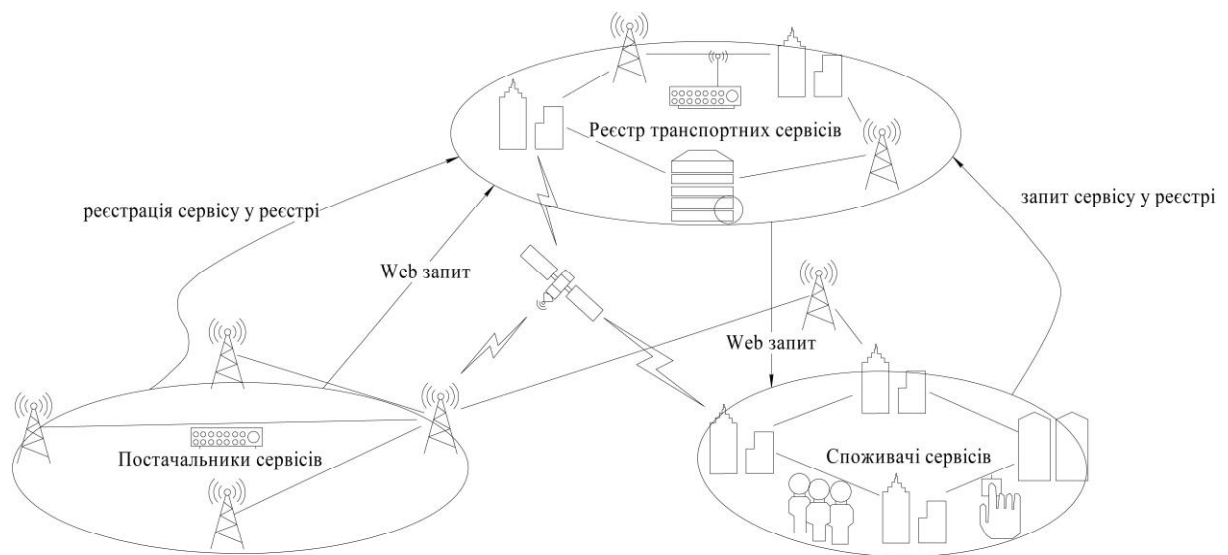 Реєстр транспортних сервісів
реєстрація сервісу у реєстрі
запит сервісу у реєстрі
Web запит
Web запит
Постачальники сервісів
Споживачі сервісів